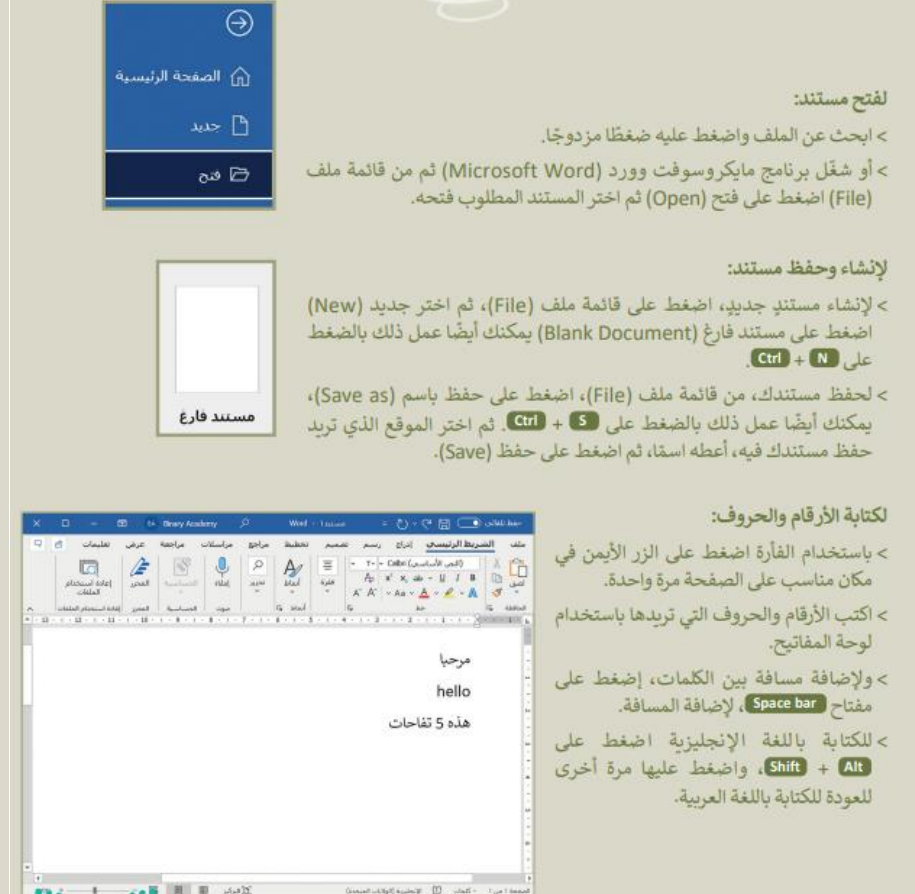 الصفحة الرئيسية
جديد
فتح
لفتح مستند:
> ابحث عن الملف واضغط عليه ضغطًا مزدوجًا.
> أو شغّل برنامج مايكروسوفت وورد (Microsoft Word) ثم من قائمة ملف
(File) اضغط على فتح (Open) ثم اختر المستند المطلوب فتحه.
لإنشاء وحفظ مستند:
> لإنشاء مستندٍ جديدٍ، اضغط على قائمة ملف (File)، ثم اختر جديد (New)
اضغط على مستند فارغ (Blank Document) يمكنك أيضًا عمل ذلك بالضغط
على Ctrl + N.
> لحفظ مستندك، من قائمة ملف (File)، اضغط على حفظ باسم (Save as)،
يمكنك أيضًا عمل ذلك بالضغط على Ctrl + S. ثم اختر الموقع الذي تريد
حفظ مستندك فيه، أعطه اسمًا، ثم اضغط على حفظ (Save).
مستند فارغ
لكتابة الأرقام والحروف:
> باستخدام الفأرة اضغط على الزر الأيمن في
مكان مناسب على الصفحة مرة واحدة.
> اكتب الأرقام والحروف التي تريدها باستخدام
لوحة المفاتيح.
> ولإضافة مسافة بين الكلمات، إضغط على
مفتاح Space bar، لإضافة المسافة.
> للكتابة باللغة الإنجليزية اضغط على
Shift + Alt، واضغط عليها مرة أخرى
للعودة للكتابة باللغة العربية.
حفظ تلقائي مستند1 - Word Binary Academy
ملف الشريط الرئيسي إدراج رسم تصميم تخطيط مراجع مراسلات مراجعة عرض تعليمات
مرحبا
hello
هذه 5 تفاحات